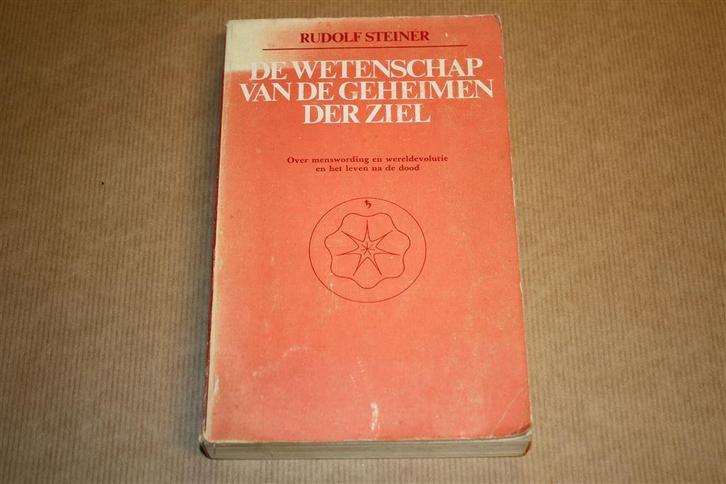 RUDOLF STEINER
DE WETENSCHAP
VAN DE GEHEIMEN
DER ZIEL
Over menswording en wereldevolutie
en het leven na de dood
♄